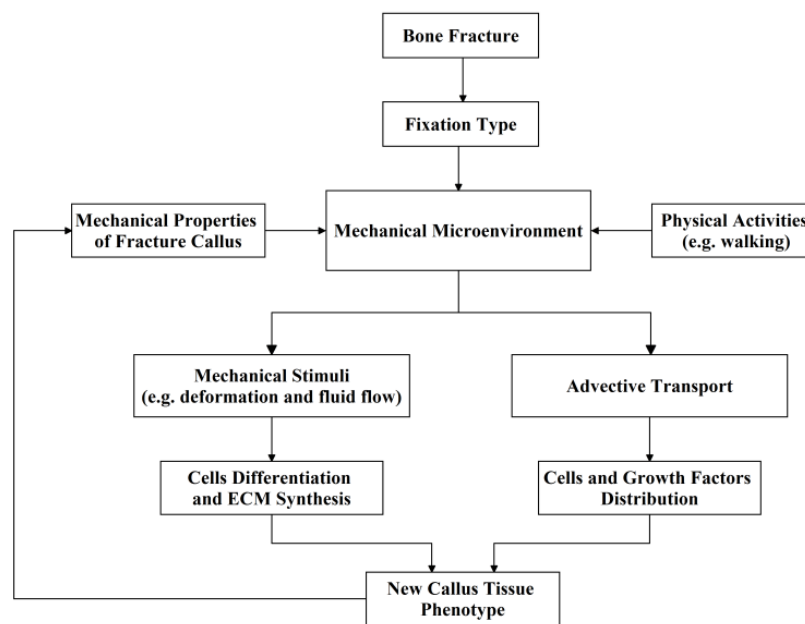 Bone Fracture
Fixation Type
Mechanical Properties
of Fracture Callus
Mechanical Microenvironment
Physical Activities
(e.g. walking)
Mechanical Stimuli
(e.g. deformation and fluid flow)
Advective Transport
Cells Differentiation
and ECM Synthesis
Cells and Growth Factors
Distribution
New Callus Tissue
Phenotype